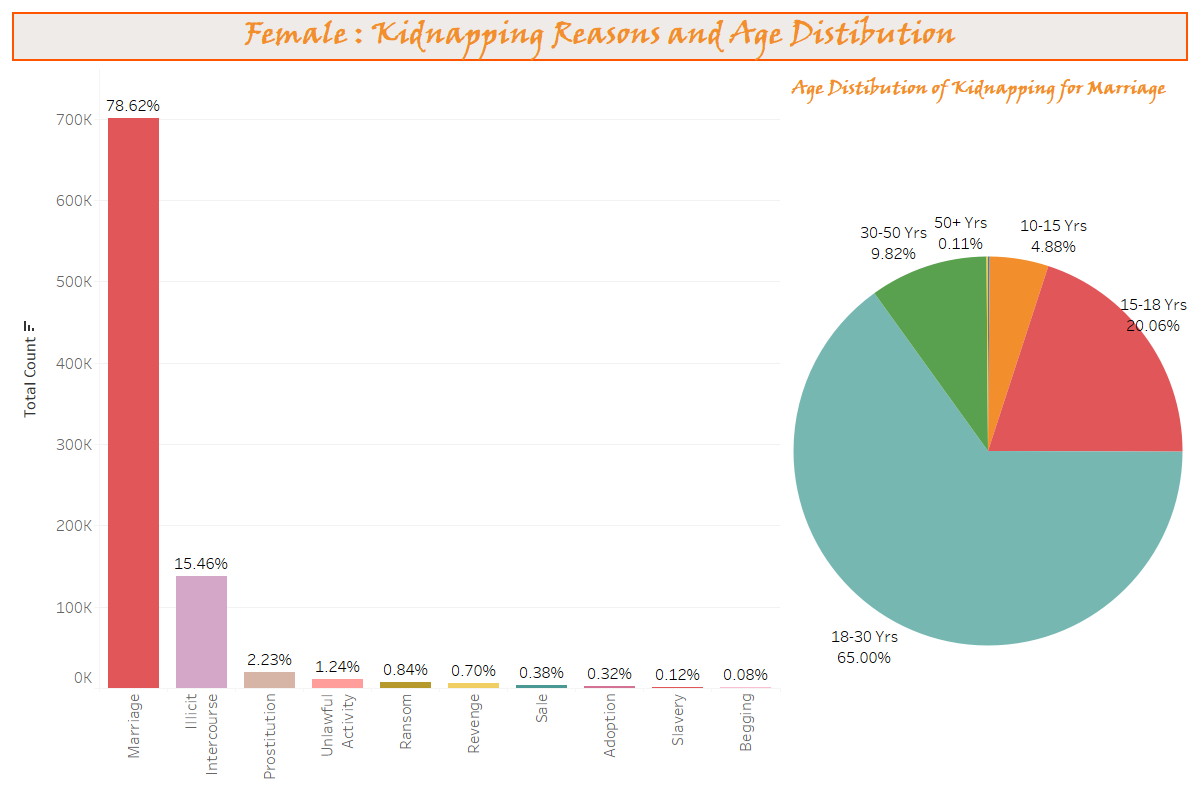 Female : Kidnapping Reasons and Age Distibution
Age Distibution of Kidnapping for Marriage
Total Count
700K
600K
500K
400K
300K
200K
100K
0K
78.62%
15.46%
2.23%
1.24%
0.84%
0.70%
0.38%
0.32%
0.12%
0.08%
Marriage
Illicit
Intercourse
Prostitution
Unlawful
Activity
Ransom
Revenge
Sale
Adoption
Slavery
Begging
30-50 Yrs
9.82%
50+ Yrs
0.11%
10-15 Yrs
4.88%
15-18 Yrs
20.06%
18-30 Yrs
65.00%